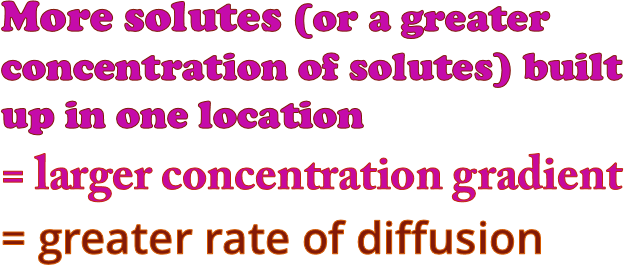 More solutes (or a greater
concentration of solutes) built
up in one location
= larger concentration gradient
= greater rate of diffusion